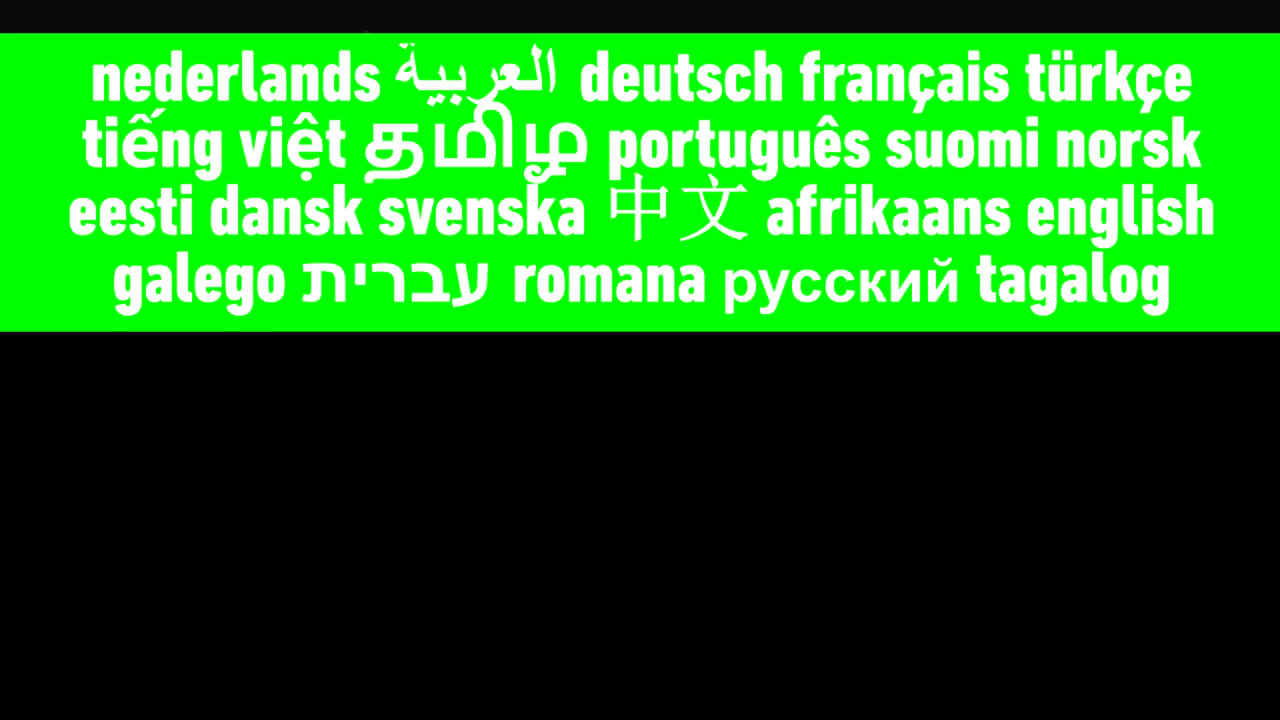 nederlands العربية deutsch français türkçe
tiếng việt தமிழ português suomi norsk
eesti dansk svenska 中文 afrikaans english
galego עברית romana русский tagalog